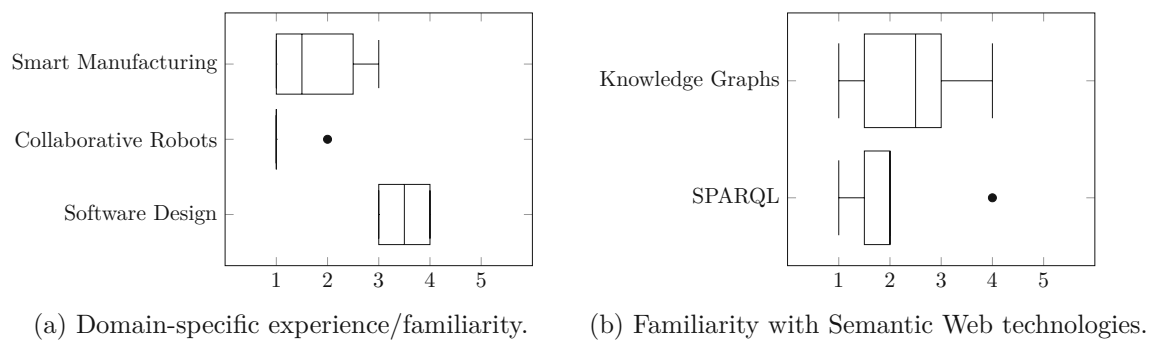 Smart Manufacturing
Collaborative Robots
Software Design
1 2 3 4 5
(a) Domain-specific experience/familiarity.
Knowledge Graphs
SPARQL
1 2 3 4 5
(b) Familiarity with Semantic Web technologies.